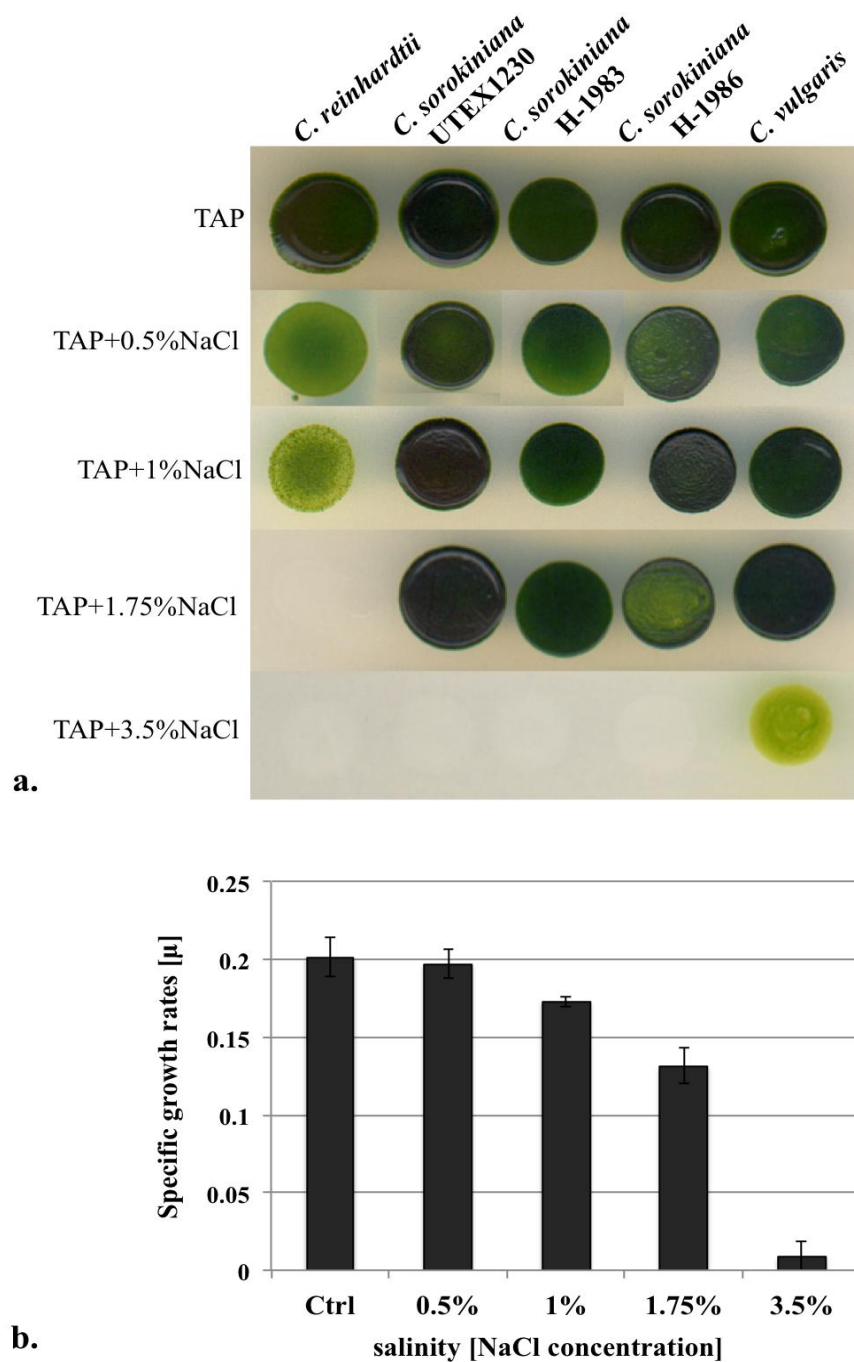 C. reinhardtii
C. sorokiniana
UTEX1230
C. sorokiniana
H-1983
C. sorokiniana
H-1986
C. vulgaris
TAP
TAP+0.5%NaCl
TAP+1%NaCl
TAP+1.75%NaCl
TAP+3.5%NaCl
a.
Specific growth rates [µ]
0.25
0.2
0.15
0.1
0.05
0
Ctrl 0.5% 1% 1.75% 3.5%
salinity [NaCl concentration]
b.